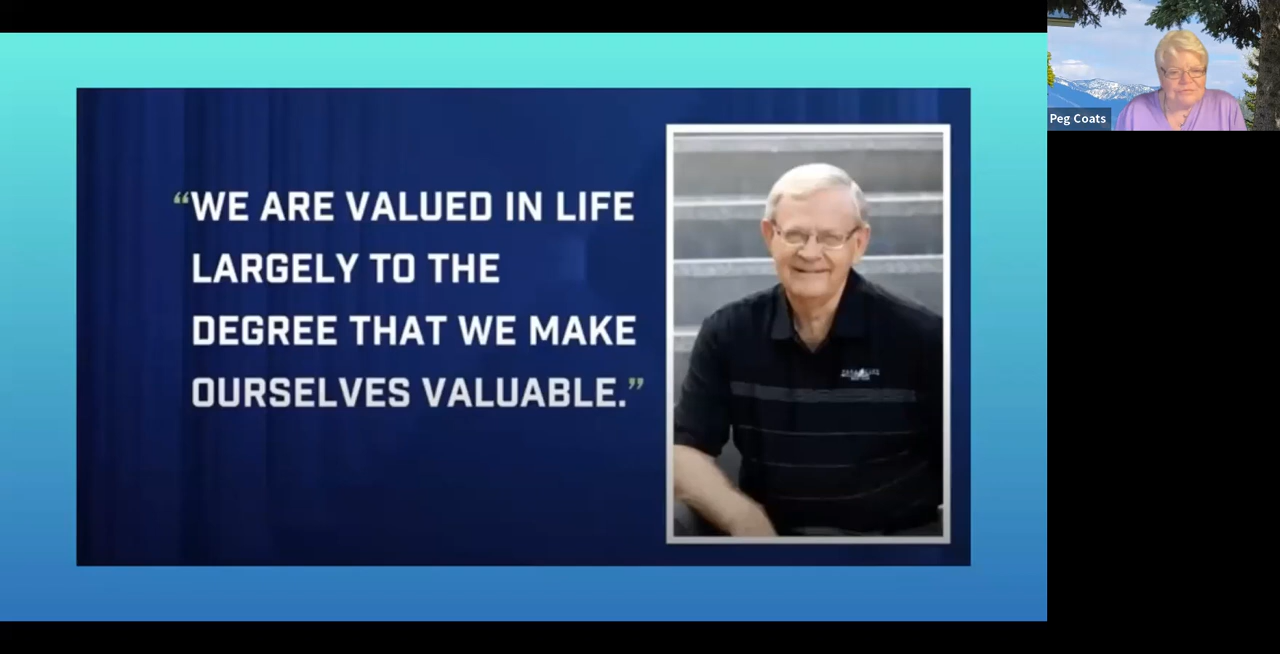 “WE ARE VALUED IN LIFE
LARGELY TO THE
DEGREE THAT WE MAKE
OURSELVES VALUABLE.”
Peg Coats